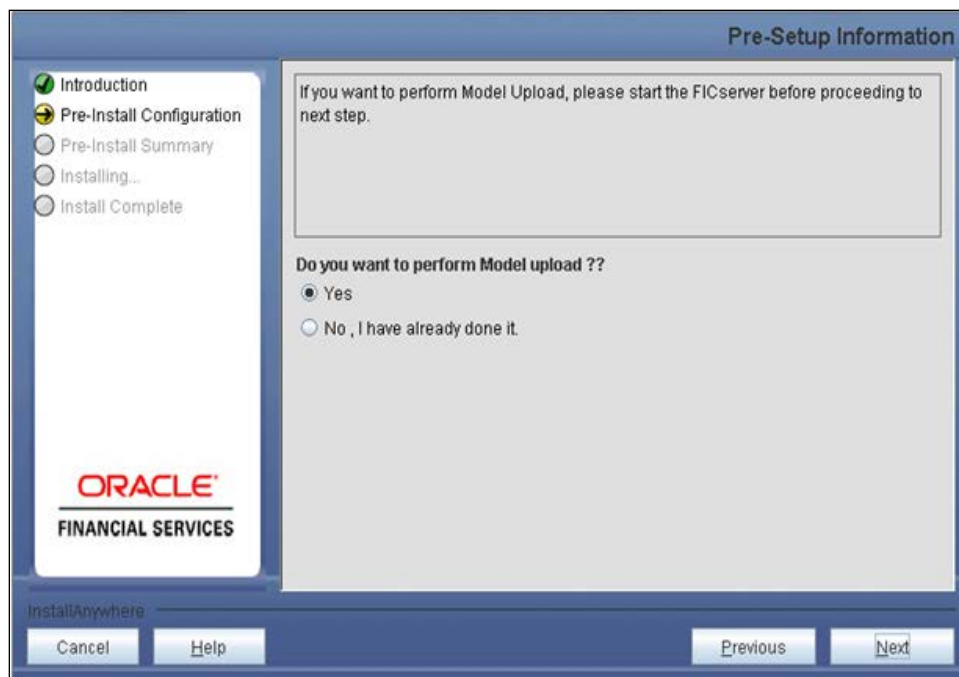 Pre-Setup Information
Introduction
Pre-Install Configuration
Pre-Install Summary
Installing...
Install Complete
If you want to perform Model Upload, please start the FICserver before proceeding to
next step.
Do you want to perform Model upload ??
Yes
No , I have already done it.
ORACLE
FINANCIAL SERVICES
InstallAnywhere
Cancel
Help
Previous
Next